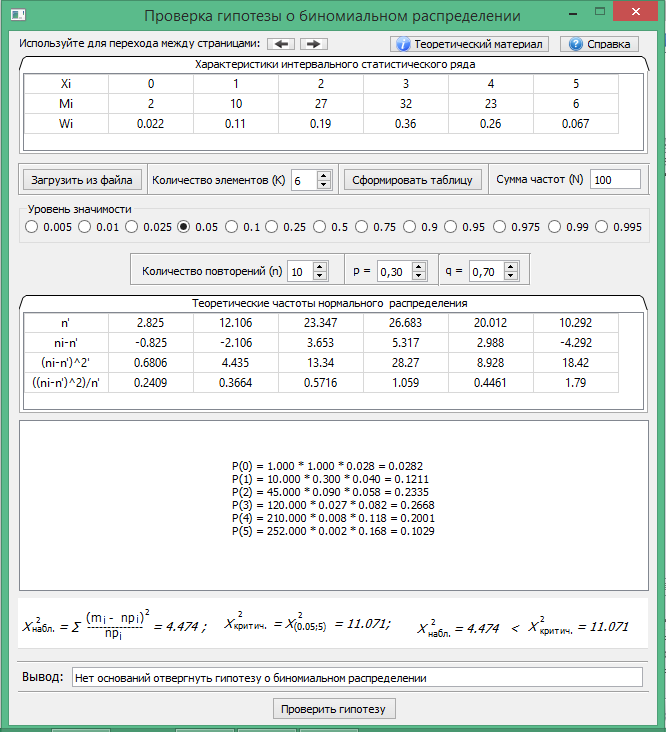 Проверка гипотезы о биномиальном распределении
Используйте для перехода между страницами:
Теоретический материал
Справка
Характеристики интервального статистического ряда
Xi 0 1 2 3 4 5
Mi 2 10 27 32 23 6
Wi 0.022 0.11 0.19 0.36 0.26 0.067
Загрузить из файла Количество элементов (K) 6 Сформировать таблицу Сумма частот (N) 100
Уровень значимости
0.005 0.01 0.025 0.05 0.1 0.25 0.5 0.75 0.9 0.95 0.975 0.99 0.995
Количество повторений (n) 10 p = 0,30 q = 0,70
Теоретические частоты нормального распределения
n' 2.825 12.106 23.347 26.683 20.012 10.292
ni-n' -0.825 -2.106 3.653 5.317 2.988 -4.292
(ni-n')^2' 0.6806 4.435 13.34 28.27 8.928 18.42
((ni-n')^2)/n' 0.2409 0.3664 0.5716 1.059 0.4461 1.79
P(0) = 1.000 * 1.000 * 0.028 = 0.0282
P(1) = 10.000 * 0.300 * 0.040 = 0.1211
P(2) = 45.000 * 0.090 * 0.058 = 0.2335
P(3) = 120.000 * 0.027 * 0.082 = 0.2668
P(4) = 210.000 * 0.008 * 0.118 = 0.2001
P(5) = 252.000 * 0.002 * 0.168 = 0.1029
X²набл. = Σ (mi - npi)² / npi = 4.474 ; X²критич. = X²(0.05;5) = 11.071; X²набл. = 4.474 < X²критич. = 11.071
Вывод: Нет оснований отвергнуть гипотезу о биномиальном распределении
Проверить гипотезу